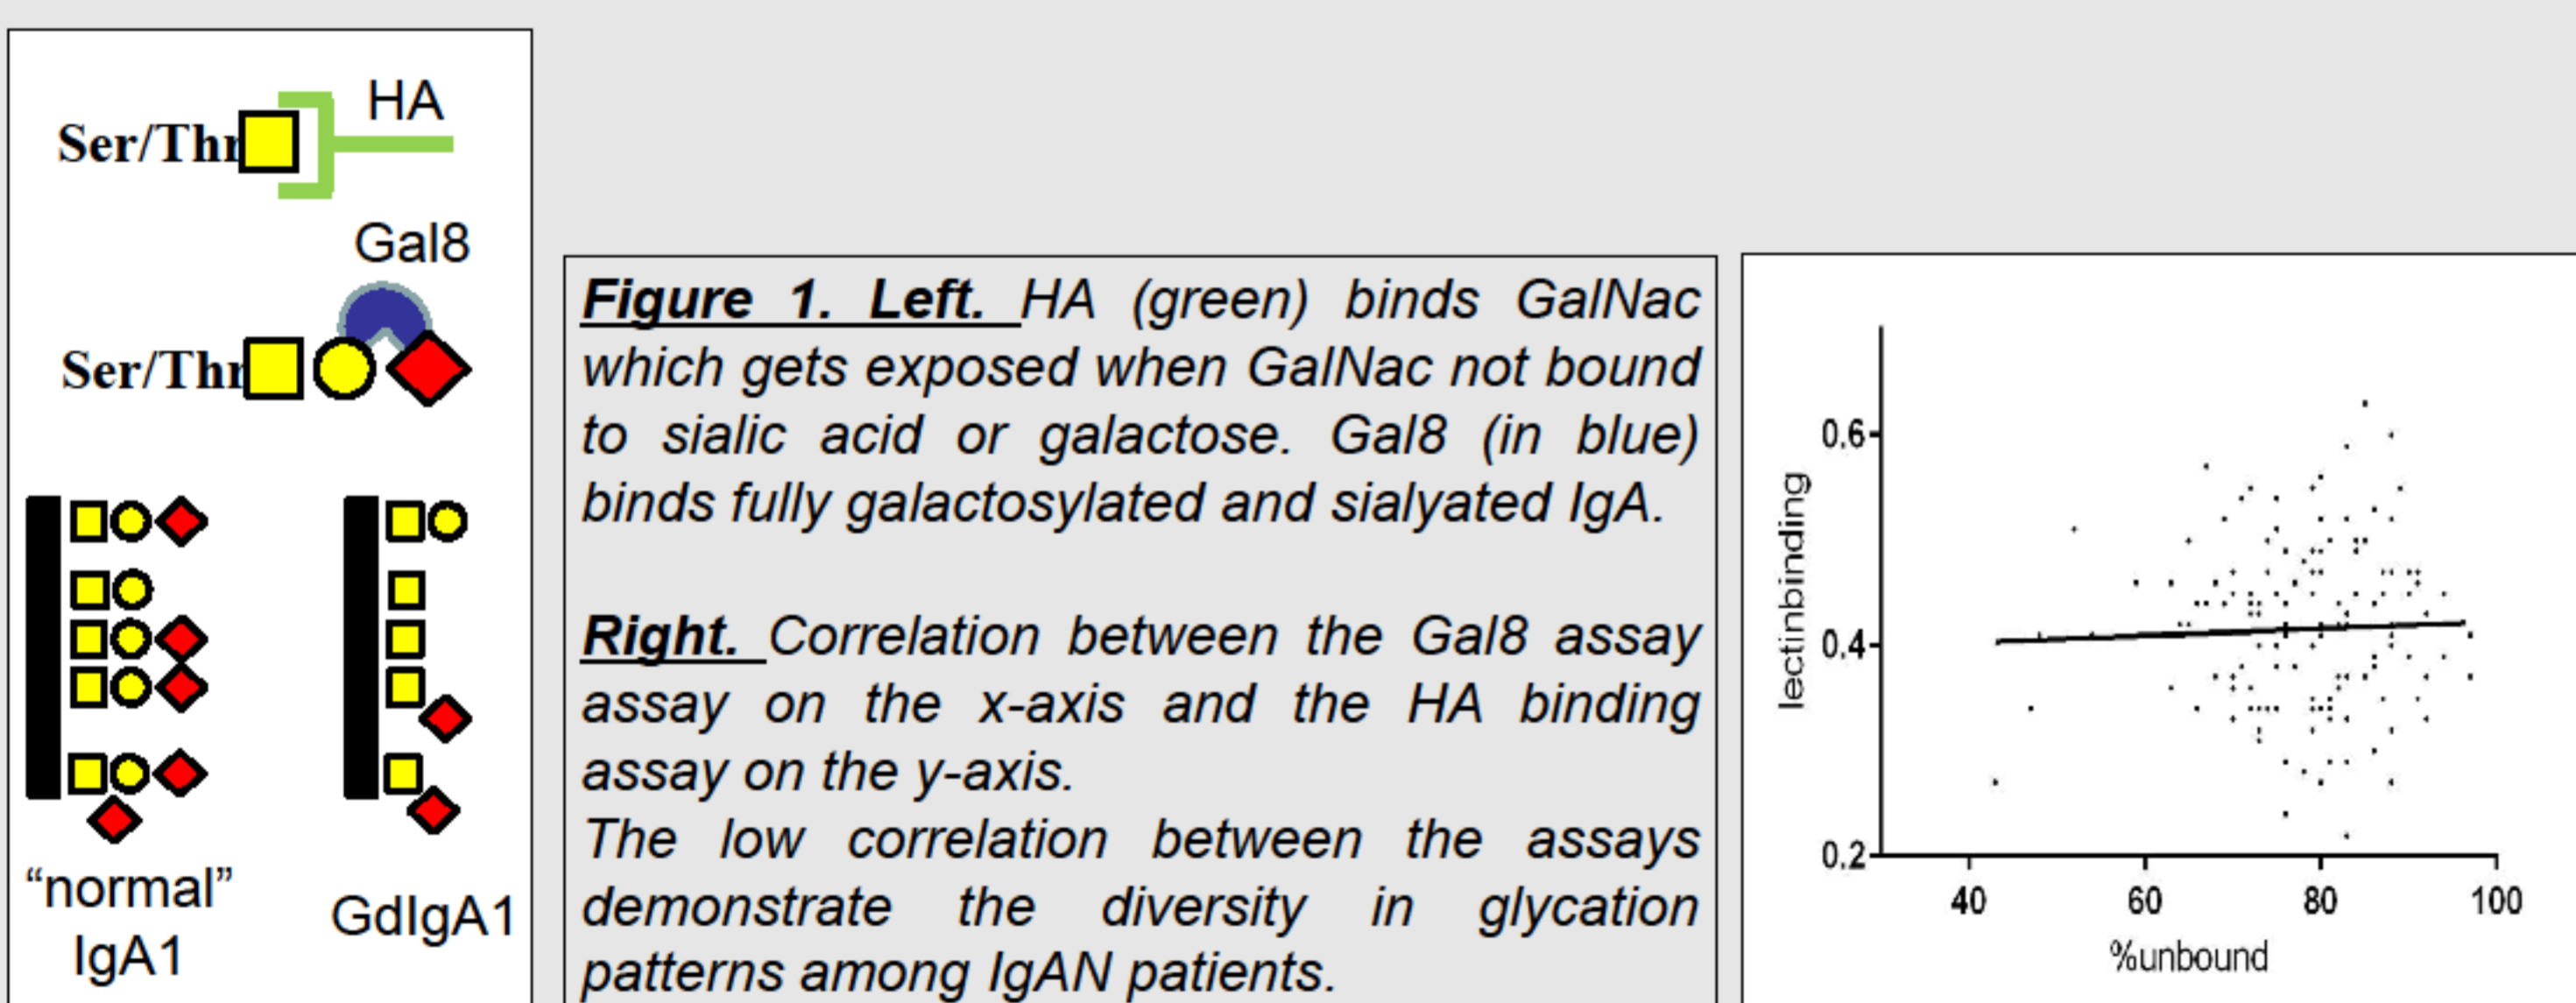 HA
Ser/Thr
Gal8
Ser/Thr
“normal”
IgA1
GdIgA1
Figure 1. Left. HA (green) binds GalNac
which gets exposed when GalNac not bound
to sialic acid or galactose. Gal8 (in blue)
binds fully galactosylated and sialyated IgA.
Right. Correlation between the Gal8 assay
assay on the x-axis and the HA binding
assay on the y-axis.
The low correlation between the assays
demonstrate the diversity in glycation
patterns among IgAN patients.
lectinbinding
0.6
0.4
0.2
40 60 80 100
%unbound